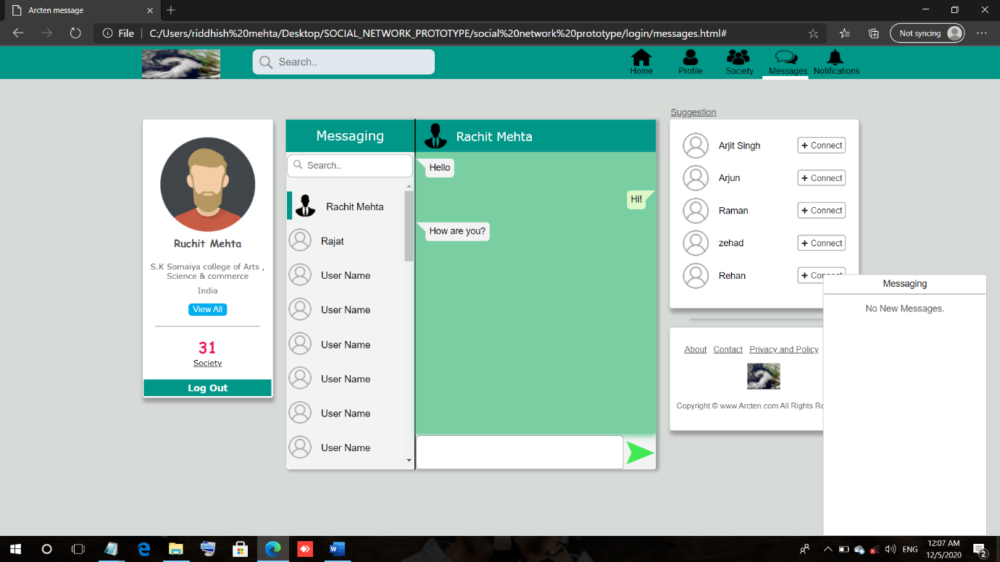 Arcten message
File
C:/Users/riddhish%20mehta/Desktop/SOCIAL_NETWORK_PROTOTYPE/social%20network%20prototype/login/messages.html#
Not syncing
Search..
Home
Profile
Society
Messages
Notifications
Ruchit Mehta
S.K Somaiya college of Arts ,
Science & commerce
India
View All
31
Society
Log Out
Messaging
Search..
Rachit Mehta
Rajat
User Name
User Name
User Name
User Name
User Name
User Name
Rachit Mehta
Hello
Hi!
How are you?
Suggestion
Arjit Singh
+ Connect
Arjun
+ Connect
Raman
+ Connect
zehad
+ Connect
Rehan
+ Connect
About Contact Privacy and Policy
Copyright © www.Arcten.com All Rights Re
Messaging
No New Messages.
ENG
12:07 AM
12/5/2020
2